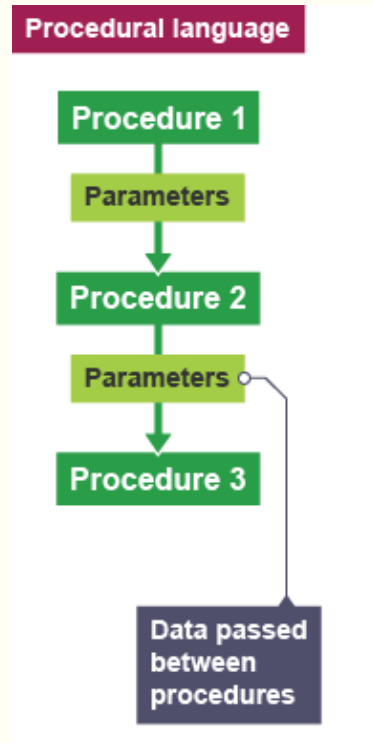 Procedural language
Procedure 1
Parameters
Procedure 2
Parameters
Procedure 3
Data passed
between
procedures